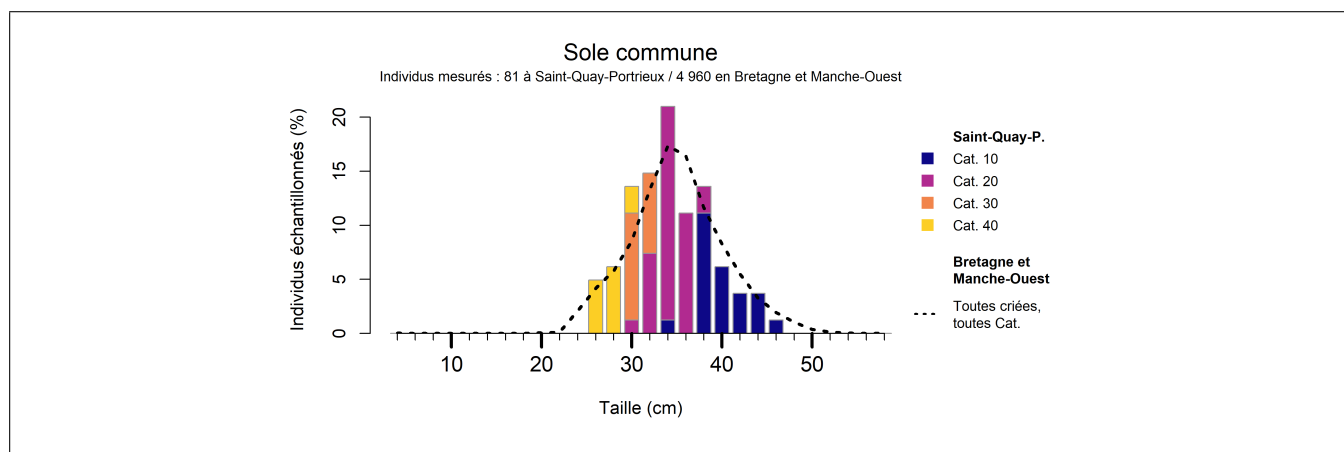 Sole commune
Individus mesurés : 81 à Saint-Quay-Portrieux / 4 960 en Bretagne et Manche-Ouest
Individus échantillonnés (%)
20
15
10
5
0
10
20
30
40
50
Taille (cm)
Saint-Quay-P.
Cat. 10
Cat. 20
Cat. 30
Cat. 40
Bretagne et
Manche-Ouest
Toutes criées,
toutes Cat.